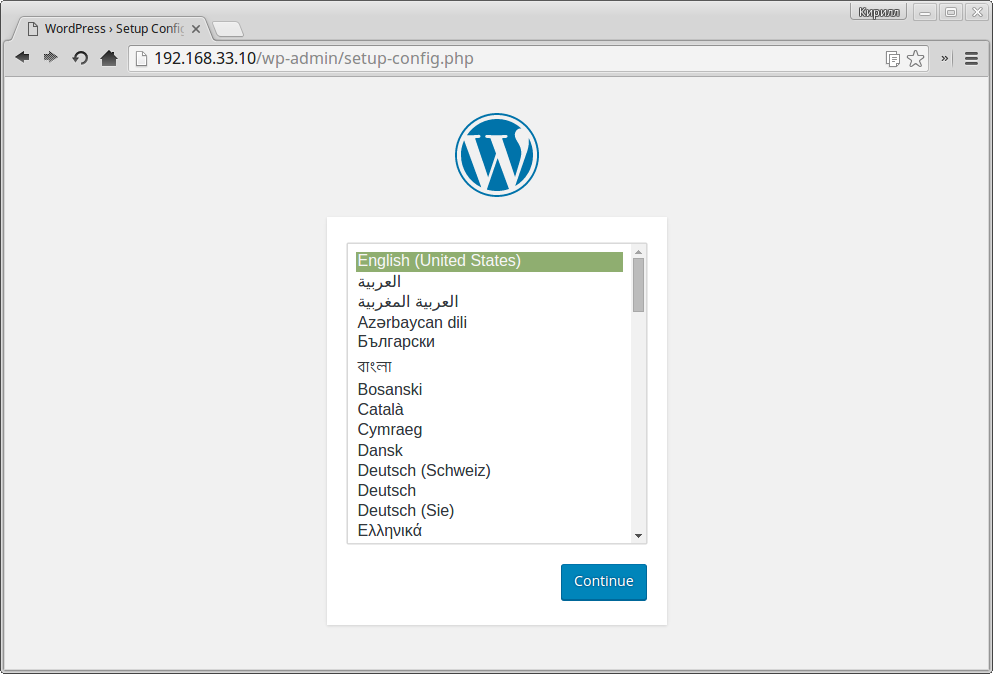 Кирилл
WordPress › Setup Config
192.168.33.10/wp-admin/setup-config.php
English (United States)
العربية
العربية المغربية
Azərbaycan dili
Български
বাংলা
Bosanski
Català
Cymraeg
Dansk
Deutsch (Schweiz)
Deutsch
Deutsch (Sie)
Ελληνικά
Continue